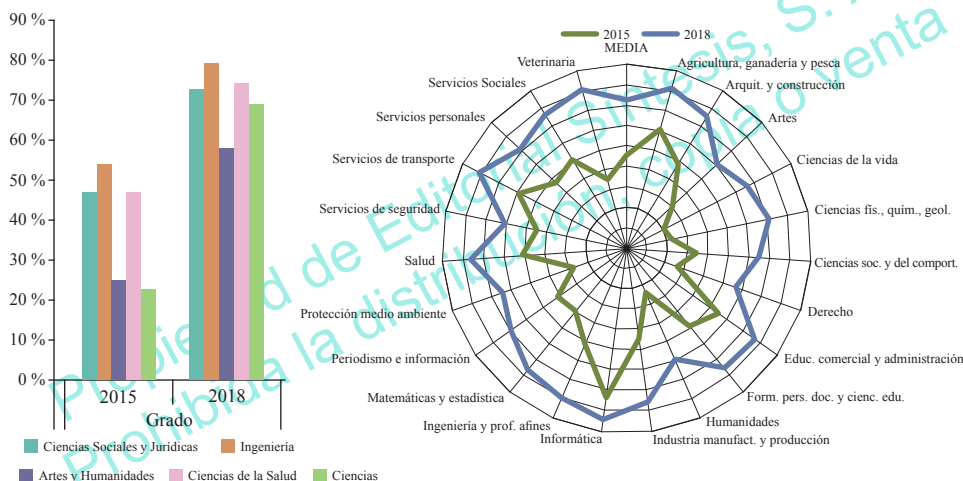 90 %
80 %
70 %
60 %
50 %
40 %
30 %
20 %
10 %
0 %
2015
2018
Grado
Ciencias Sociales y Jurídicas
Ingeniería
Artes y Humanidades
Ciencias de la Salud
Ciencias
2015
2018
MEDIA
Agricultura, ganadería y pesca
Arquit. y construcción
Artes
Ciencias de la vida
Ciencias fís., quím., geol.
Ciencias soc. y del comport.
Derecho
Educ. comercial y administración
Form. pers. doc. y cienc. edu.
Humanidades
Industria manufact. y producción
Informática
Ingeniería y prof. afines
Matemáticas y estadística
Periodismo e información
Protección medio ambiente
Salud
Servicios de seguridad
Servicios de transporte
Servicios personales
Servicios Sociales
Veterinaria
Propiedad de Editorial Síntesis, S.
Prohibida la distribución, copia o venta